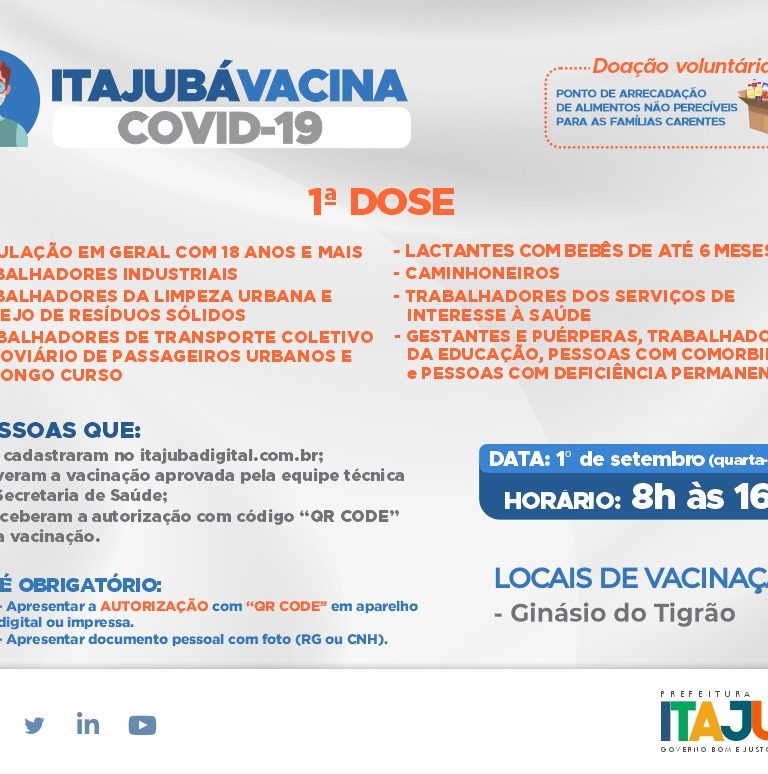 ITAJUBÁVACINA
COVID-19
Doação voluntária
PONTO DE ARRECADAÇÃO
DE ALIMENTOS NÃO PERECÍVEIS
PARA AS FAMÍLIAS CARENTES
1ª DOSE
ULAÇÃO EM GERAL COM 18 ANOS E MAIS
BALHADORES INDUSTRIAIS
BALHADORES DA LIMPEZA URBANA E
EJO DE RESÍDUOS SÓLIDOS
BALHADORES DE TRANSPORTE COLETIVO
OVIÁRIO DE PASSAGEIROS URBANOS E
ONGO CURSO
- LACTANTES COM BEBÊS DE ATÉ 6 MESES
- CAMINHONEIROS
- TRABALHADORES DOS SERVIÇOS DE
INTERESSE À SAÚDE
- GESTANTES E PUÉRPERAS, TRABALHADO
DA EDUCAÇÃO, PESSOAS COM COMORBI
e PESSOAS COM DEFICIÊNCIA PERMANEN
SSOAS QUE:
cadastraram no itajubadigital.com.br;
veram a vacinação aprovada pela equipe técnica
Secretaria de Saúde;
ceberam a autorização com código “QR CODE”
a vacinação.
É OBRIGATÓRIO:
- Apresentar a AUTORIZAÇÃO com “QR CODE” em aparelho
digital ou impressa.
- Apresentar documento pessoal com foto (RG ou CNH).
DATA: 1° de setembro (quarta-
HORÁRIO: 8h às 16
LOCAIS DE VACINAÇ
- Ginásio do Tigrão
in
PREFEITURA
ITAJU
GOVERNO BOM E JUSTO